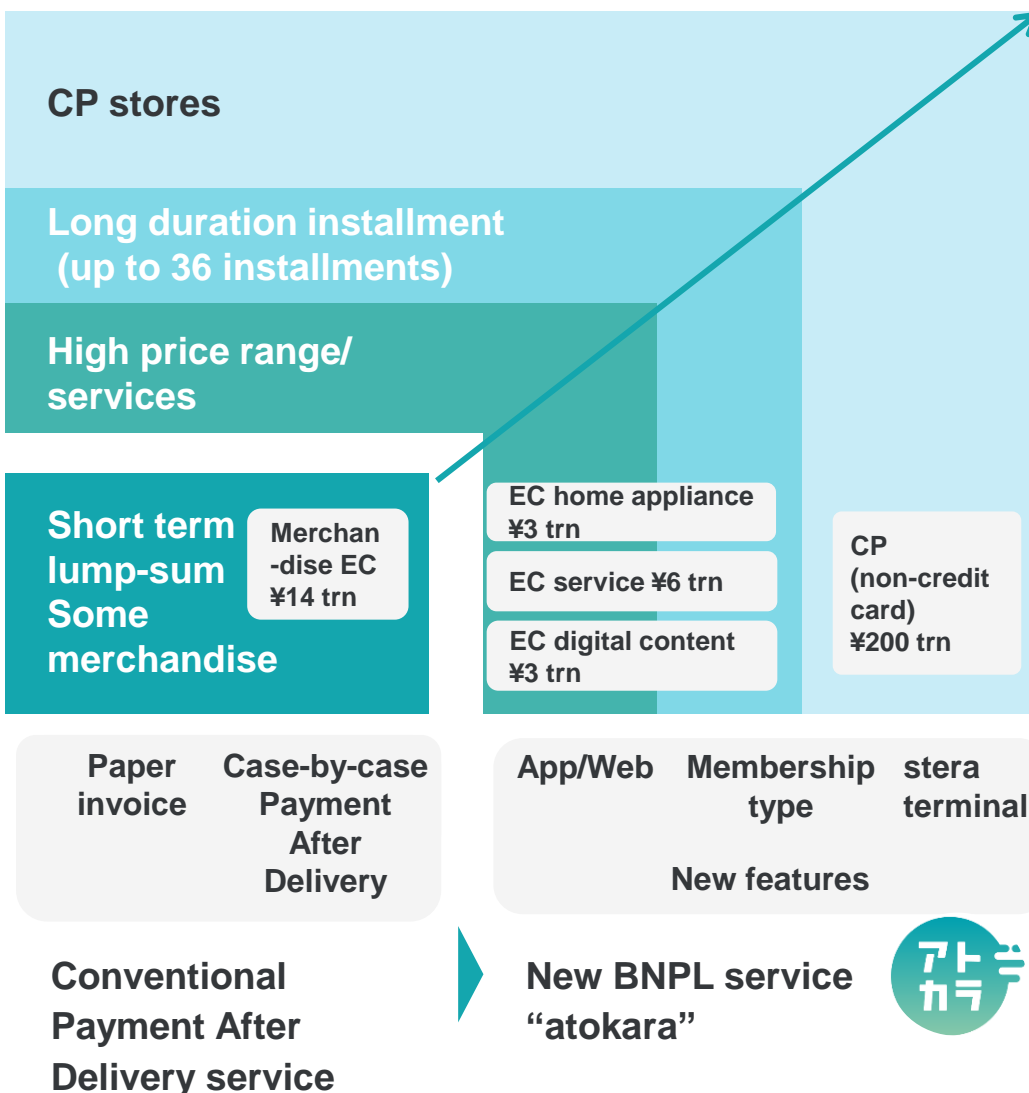 CP stores
Long duration installment
(up to 36 installments)
High price range/
services
Short term
lump-sum
Some
merchandise
Merchan
-dise EC
¥14 trn
EC home appliance
¥3 trn
EC service ¥6 trn
EC digital content
¥3 trn
CP
(non-credit
card)
¥200 trn
Paper
invoice
Case-by-case
Payment
After
Delivery
App/Web
Membership
type
stera
terminal
New features
Conventional
Payment After
Delivery service
New BNPL service
“atokara”
アト
カラ